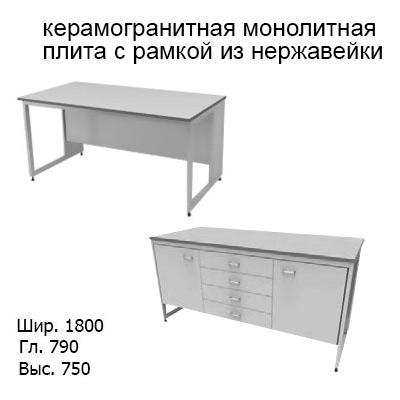 керамогранитная монолитная
плита с рамкой из нержавейки
Шир. 1800
Гл. 790
Выс. 750